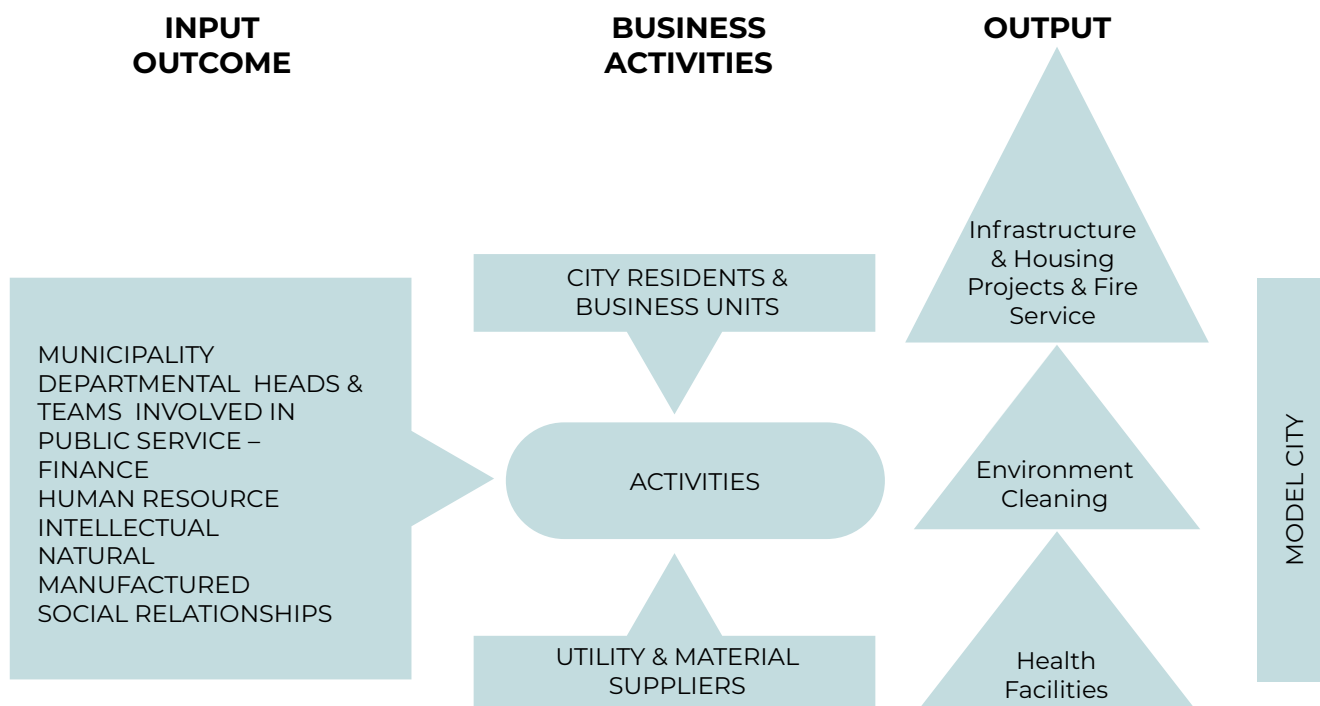 INPUT
OUTCOME
BUSINESS
ACTIVITIES
OUTPUT
MUNICIPALITY
DEPARTMENTAL HEADS &
TEAMS INVOLVED IN
PUBLIC SERVICE –
FINANCE
HUMAN RESOURCE
INTELLECTUAL
NATURAL
MANUFACTURED
SOCIAL RELATIONSHIPS
CITY RESIDENTS &
BUSINESS UNITS
ACTIVITIES
UTILITY & MATERIAL
SUPPLIERS
Infrastructure
& Housing
Projects & Fire
Service
Environment
Cleaning
Health
Facilities
MODEL CITY